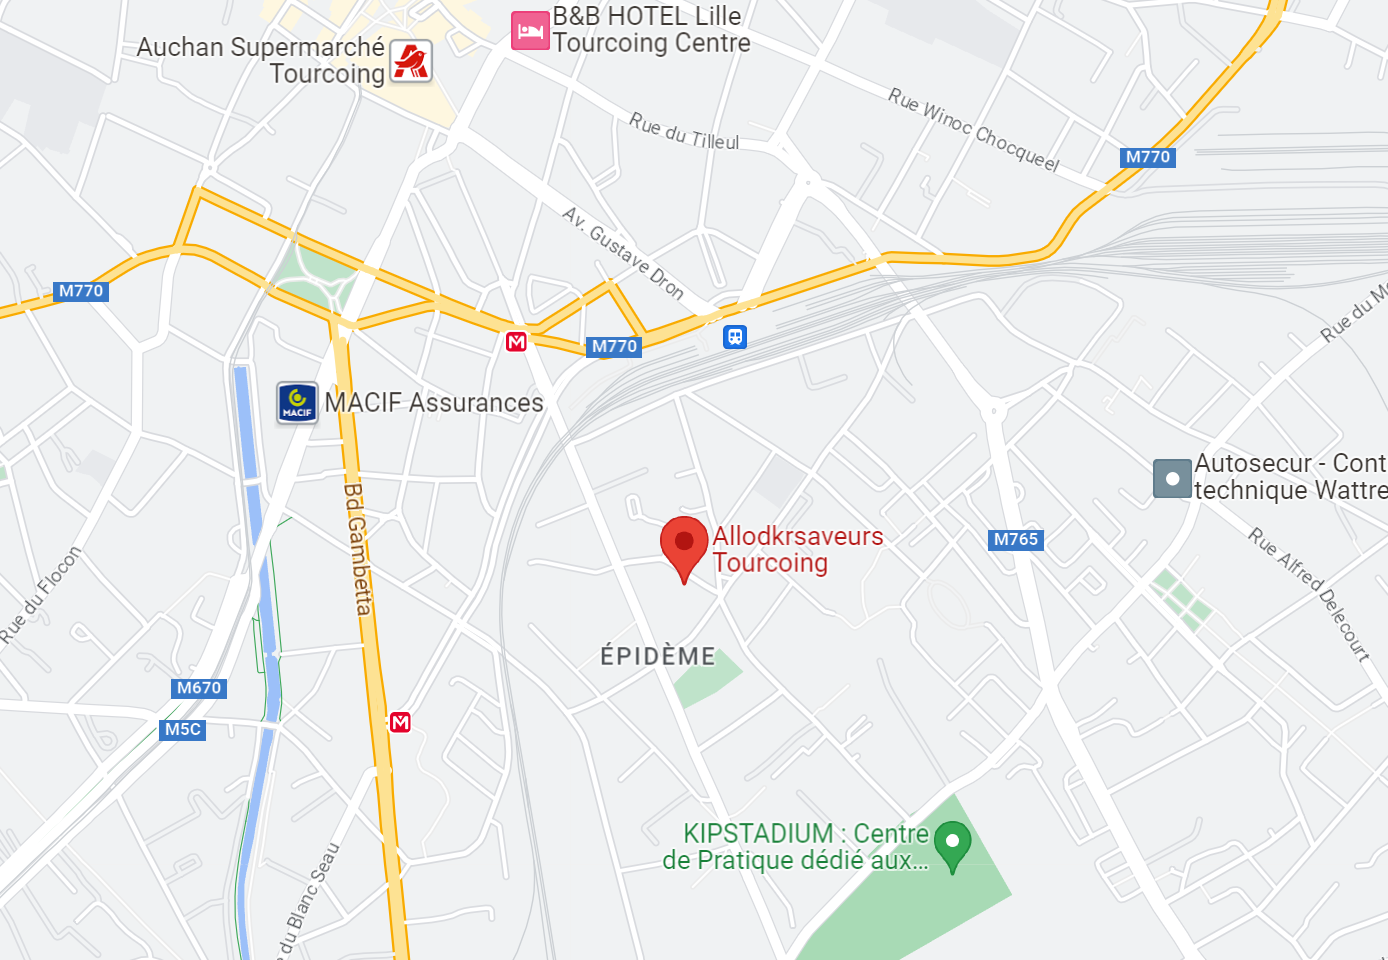 B&B HOTEL Lille
Tourcoing Centre
Auchan Supermarché
Tourcoing
Rue du Tilleul
Rue Winoc Chocqueel
M770
Av. Gustave Dron
M770
M770
Rue du Mo
MACIF
MACIF Assurances
Autosecur - Cont
technique Wattre
Bd Gambetta
Allodkrsaveurs
Tourcoing
M765
Rue Alfred Delecourt
Rue du Flocon
ÉPIDÈME
M670
M5C
KIPSTADIUM : Centre
de Pratique dédié aux...
du Blanc Seau